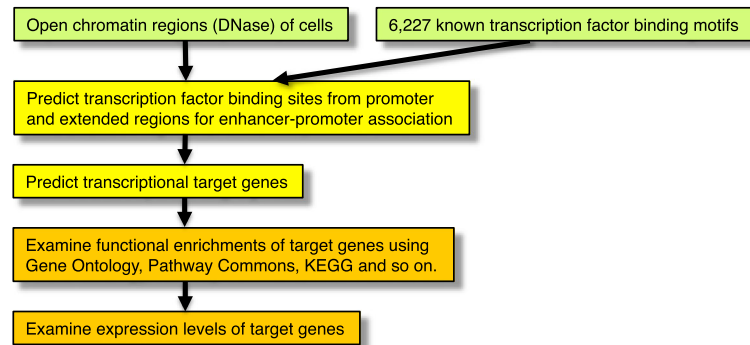 Open chromatin regions (DNase) of cells
6,227 known transcription factor binding motifs
Predict transcription factor binding sites from promoter
and extended regions for enhancer-promoter association
Predict transcriptional target genes
Examine functional enrichments of target genes using
Gene Ontology, Pathway Commons, KEGG and so on.
Examine expression levels of target genes